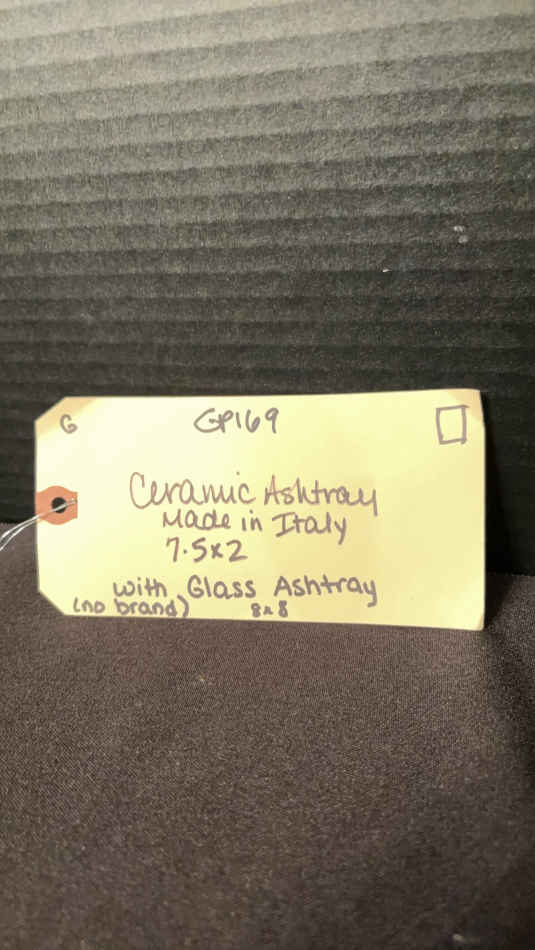 G GP169
Ceramic Ashtray
Made in Italy
7.5x2
with Glass Ashtray
(no brand) 8x8